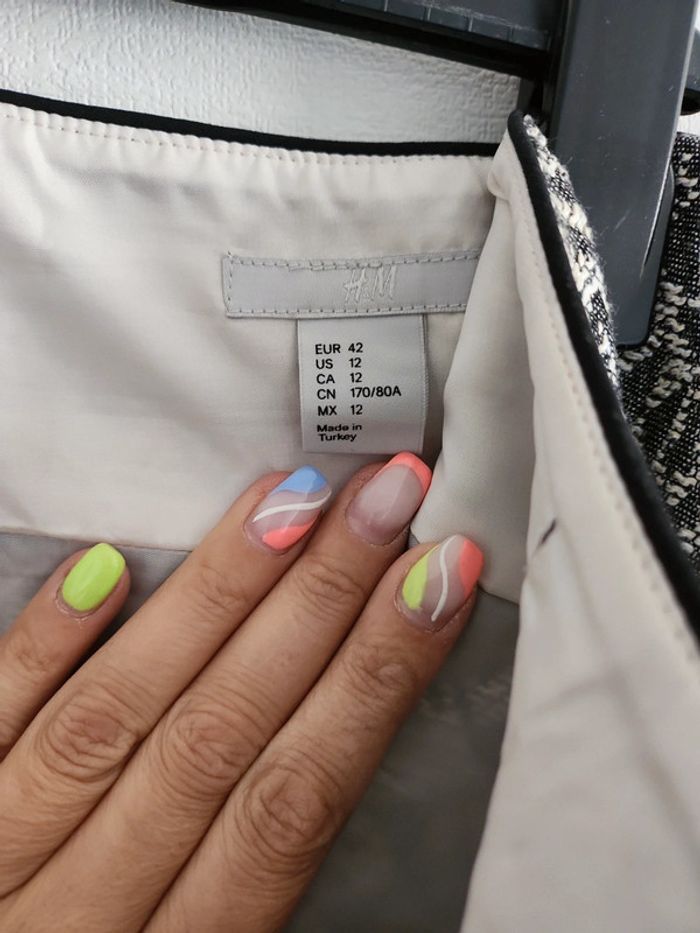 H&M
EUR 42
US 12
CA 12
CN 170/80A
MX 12
Made in
Turkey